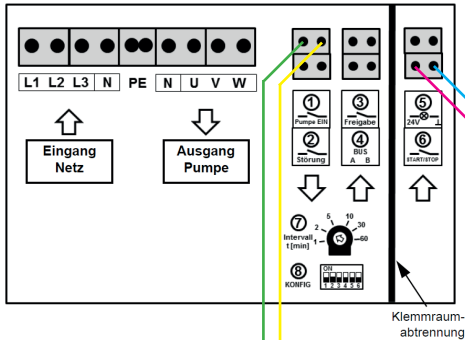 L1 L2 L3 N PE N U V W
Eingang
Netz
Ausgang
Pumpe
1
Pumpe EIN
2
Störung
3
Freigabe
4
BUS
A B
5
24V ⊥
6
START/STOP
7
Intervall
t [min]
1 2 5 10 30 60
8
KONFIG
ON
1 2 3 4 5 6
Klemmraum-
abtrennung